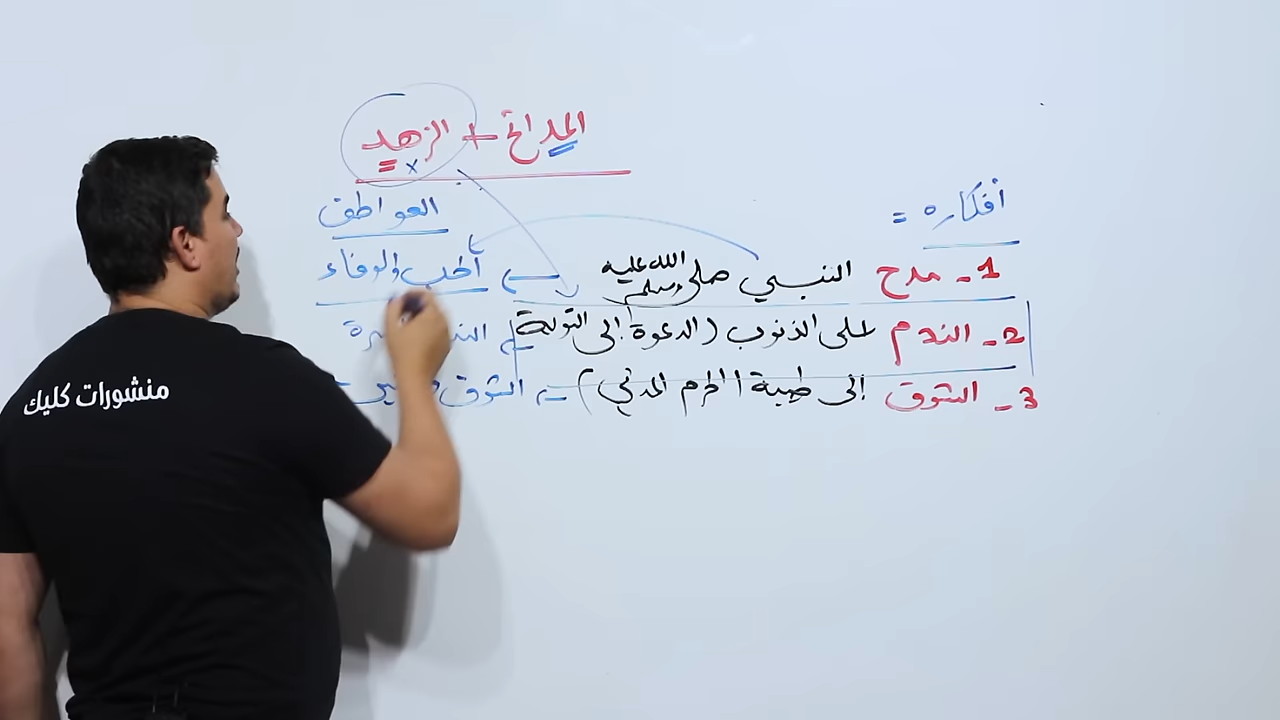 المدائح + الزهد
x
أفكاره =
العواطف
1- مدح النبي صلى الله عليه وسلم ← الحب والوفاء
2- الندم على الذنوب (الدعوة إلى التوبة
3- الشوق إلى طيبة (الحرم المدني) = الشوق
منشورات كليك